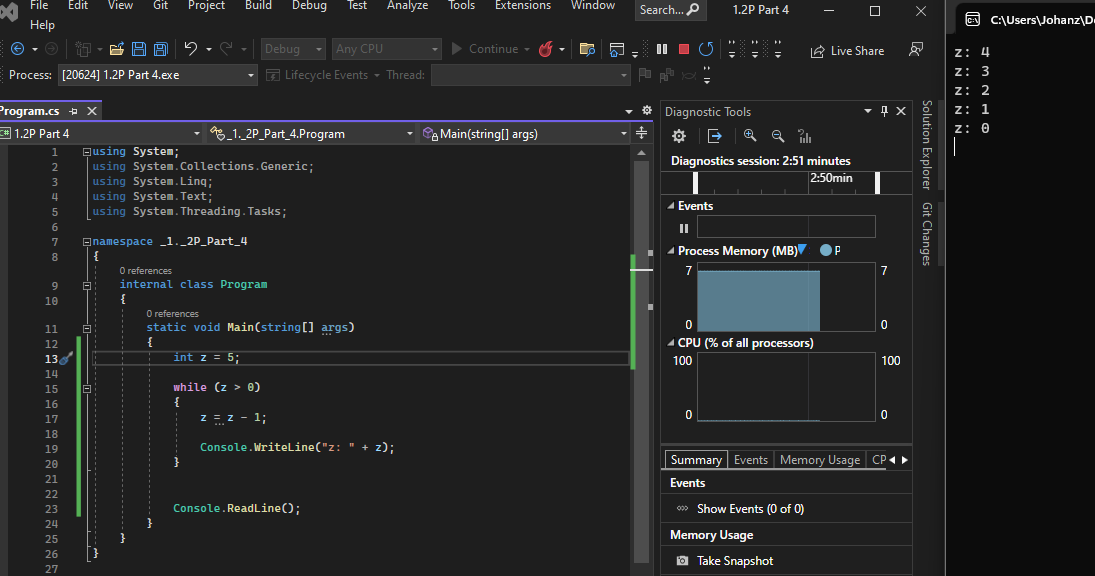 File Edit View Git Project Build Debug Test Analyze Tools Extensions Window Search... 1.2P Part 4
Help
Debug Any CPU Continue Live Share
Process: [20624] 1.2P Part 4.exe Lifecycle Events Thread:
Program.cs
1.2P Part 4 _1._2P_Part_4.Program Main(string[] args)
1 using System;
2 using System.Collections.Generic;
3 using System.Linq;
4 using System.Text;
5 using System.Threading.Tasks;
6
7 namespace _1._2P_Part_4
8 {
0 references
9 internal class Program
10 {
0 references
11 static void Main(string[] args)
12 {
13 int z = 5;
14
15 while (z > 0)
16 {
17 z = z - 1;
18
19 Console.WriteLine("z: " + z);
20 }
21
22
23 Console.ReadLine();
24 }
25 }
26 }
27
Diagnostic Tools
Diagnostics session: 2:51 minutes
2:50min
Events
Process Memory (MB) P
7 7
0 0
CPU (% of all processors)
100 100
0 0
Summary Events Memory Usage CP
Events
Show Events (0 of 0)
Memory Usage
Take Snapshot
Solution Explorer
Git Changes
C:\Users\Johanz\De
z: 4
z: 3
z: 2
z: 1
z: 0